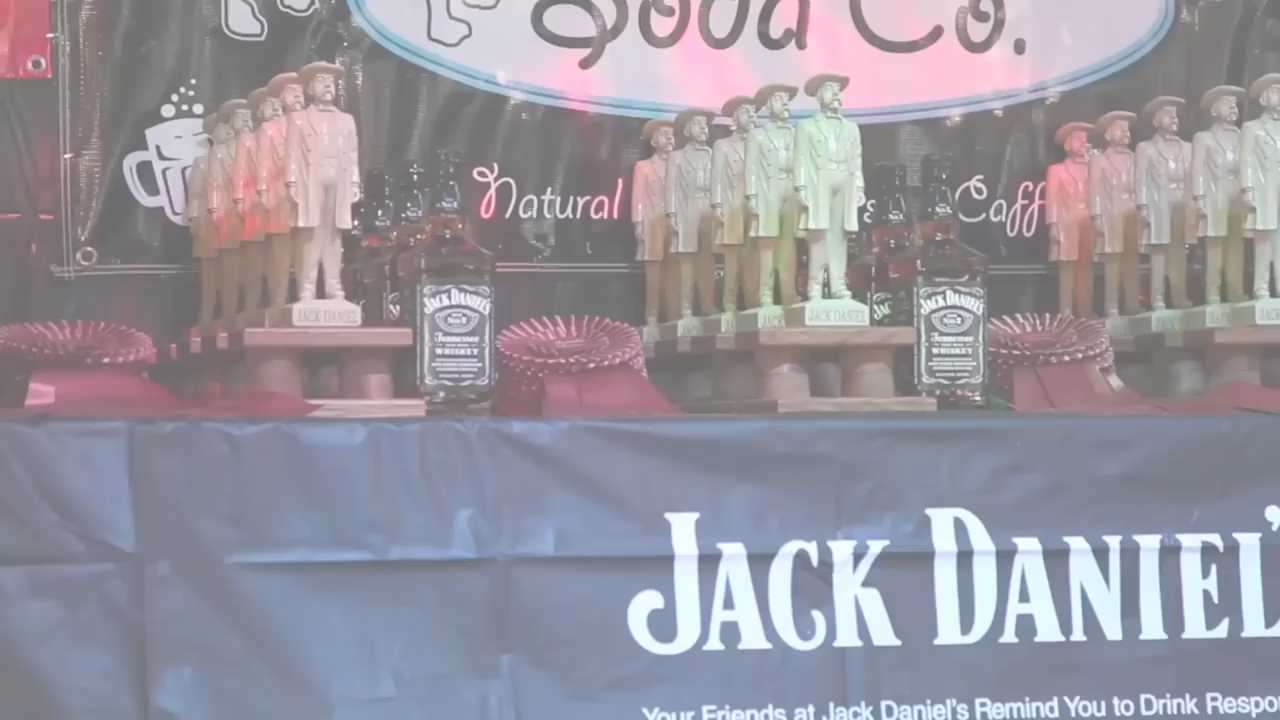 Food Co.
Natural
Caff
JACK DANIEL
JACK DANIEL
JACK DANIEL'S
Tennessee
WHISKEY
JACK DANIEL'S
Tennessee
WHISKEY
JACK DANIEL'
Your Friends at Jack Daniel's Remind You to Drink Respo